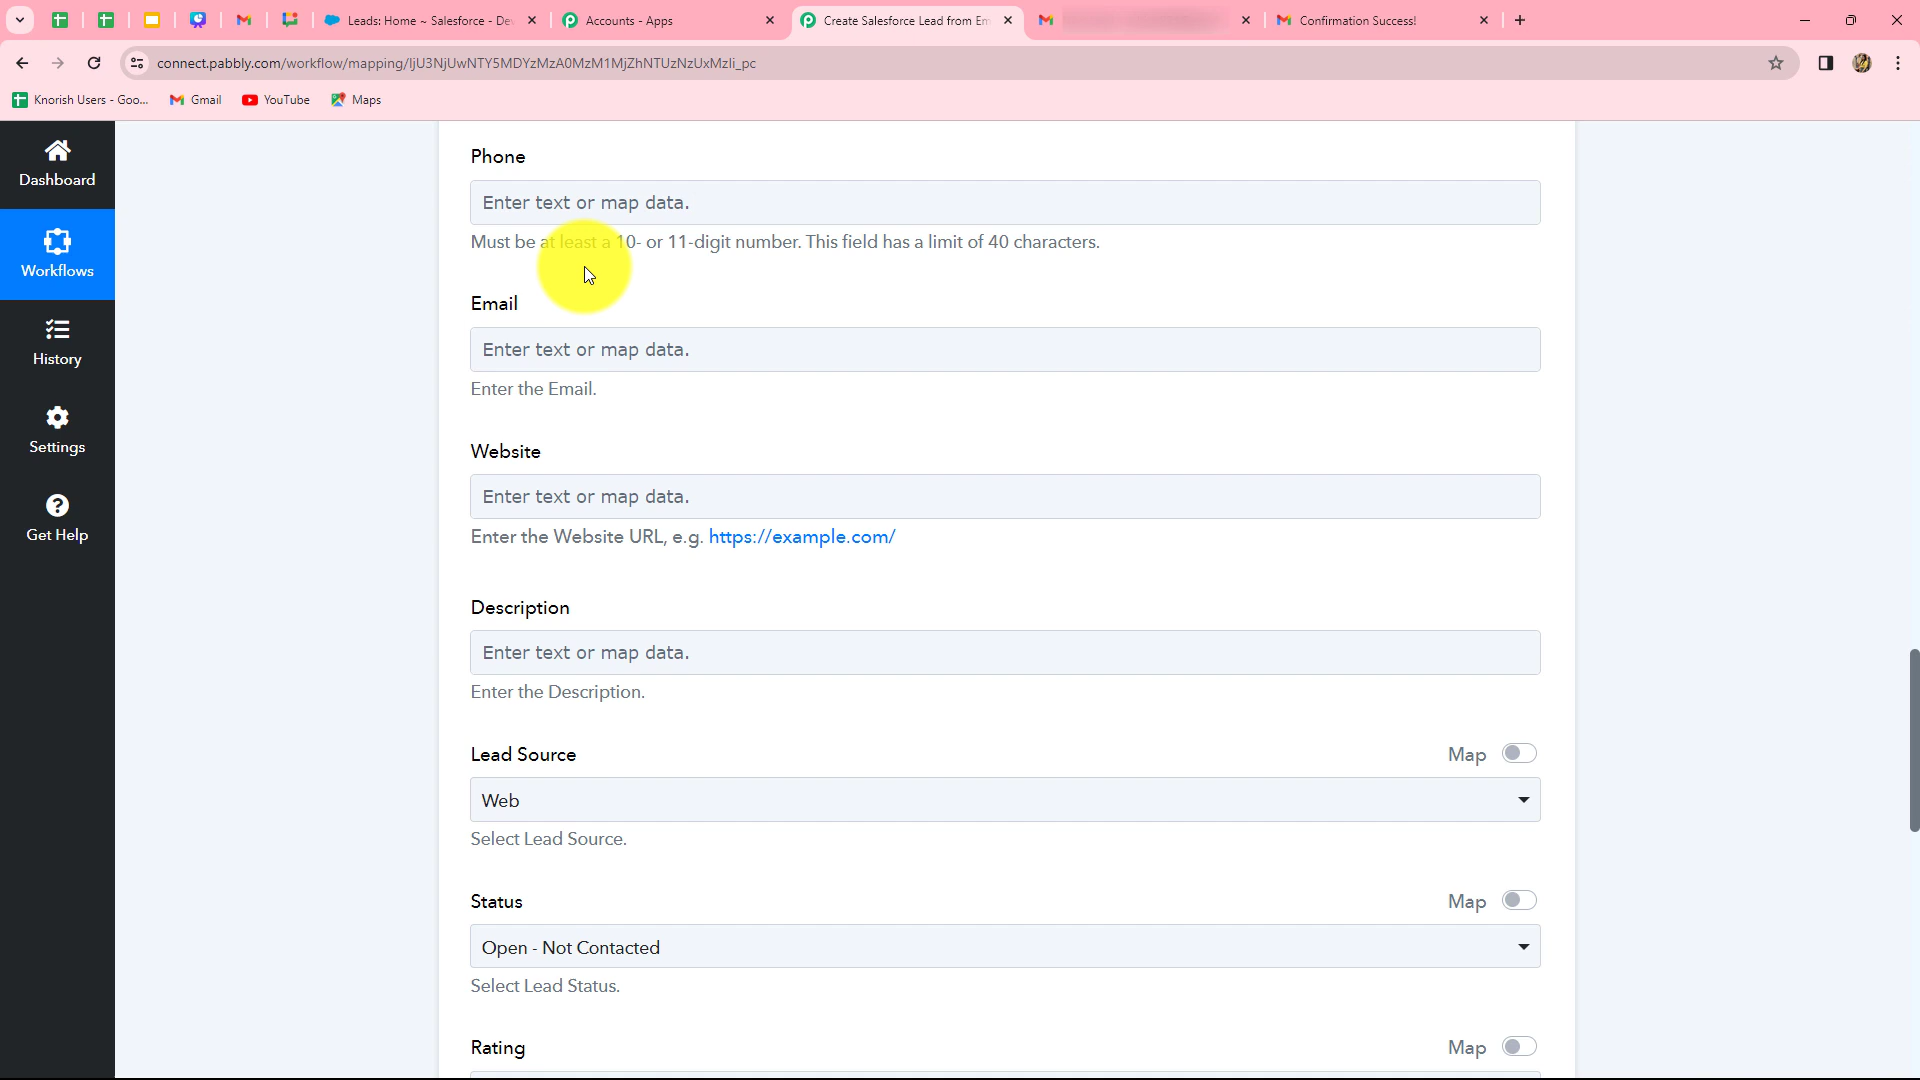 Leads: Home ~ Salesforce - De
Accounts - Apps
Create Salesforce Lead from Em
Confirmation Success!
connect.pabbly.com/workflow/mapping/IjU3NjUwNTY5MDYzMzA0MzM1MjZhNTUzNzUxMzIi_pc
Knorish Users - Goo...
Gmail
YouTube
Maps
Dashboard
Workflows
History
Settings
Get Help
Phone
Enter text or map data.
Must be at least a 10- or 11-digit number. This field has a limit of 40 characters.
Email
Enter text or map data.
Enter the Email.
Website
Enter text or map data.
Enter the Website URL, e.g. https://example.com/
Description
Enter text or map data.
Enter the Description.
Lead Source
Map
Web
Select Lead Source.
Status
Map
Open - Not Contacted
Select Lead Status.
Rating
Map